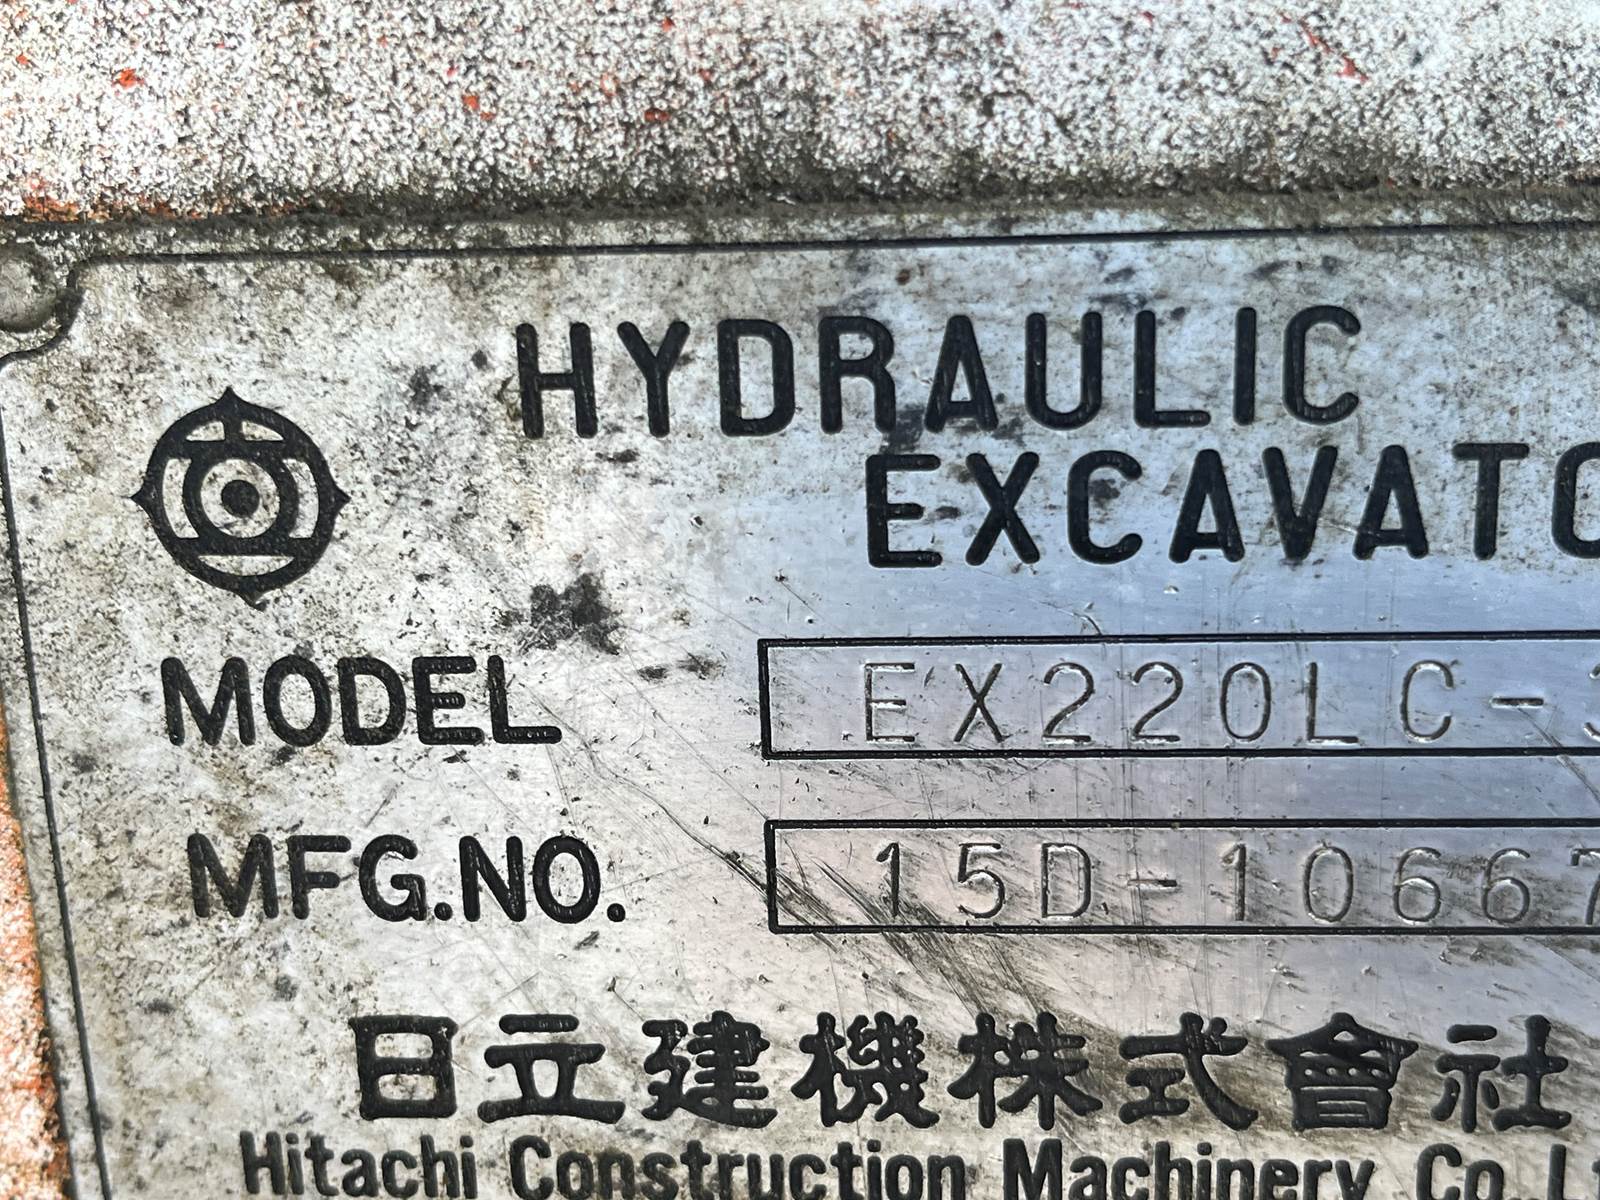 HYDRAULIC
EXCAVATO
MODEL EX220LC-
MFG.NO. 15D-10667
日立建機株式會社
Hitachi Construction Machinery Co L